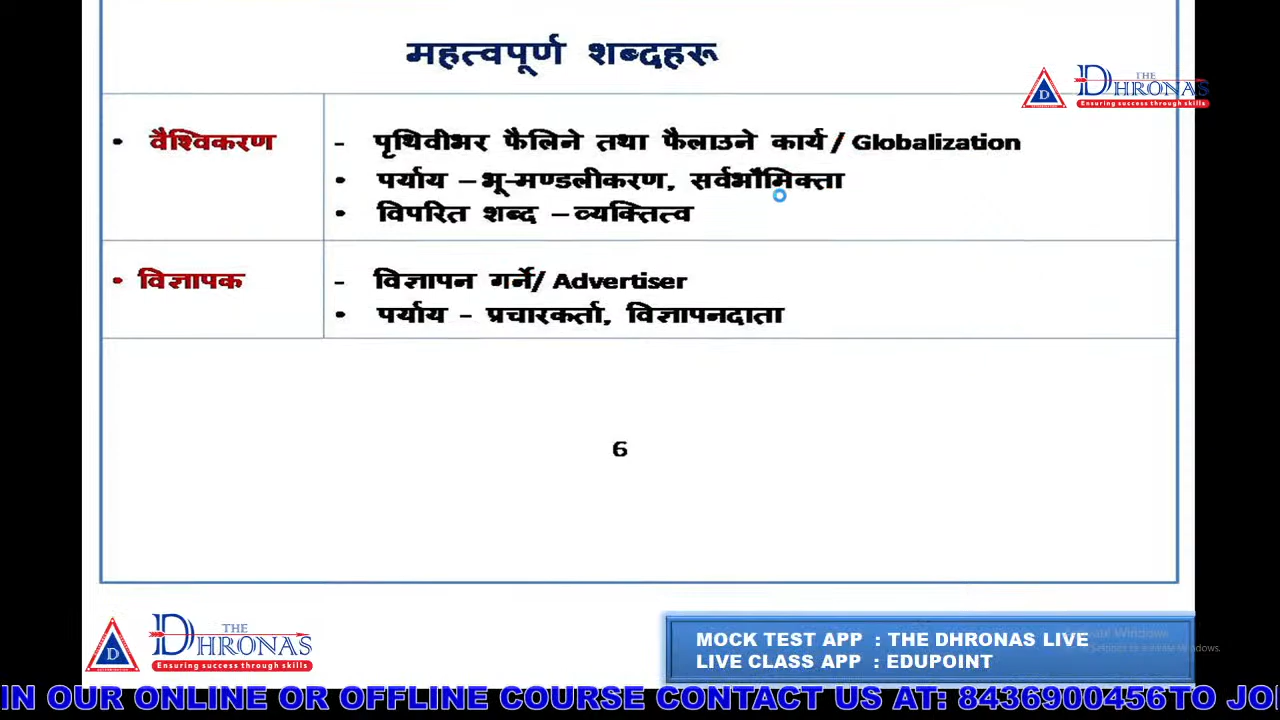 महत्वपूर्ण शब्दहरू
THE
DHRONAS
Ensuring success through skills
• वैश्विकरण - पृथिवीभर फैलिने तथा फैलाउने कार्य / Globalization
• पर्याय – भू-मण्डलीकरण, सर्वभौमिक्ता
• विपरित शब्द – व्यक्तित्व
• विज्ञापक - विज्ञापन गर्ने/ Advertiser
• पर्याय - प्रचारकर्ता, विज्ञापनदाता
6
THE
DHRONAS
Ensuring success through skills
MOCK TEST APP : THE DHRONAS LIVE
LIVE CLASS APP : EDUPOINT
IN OUR ONLINE OR OFFLINE COURSE CONTACT US AT: 8436900456 TO JO